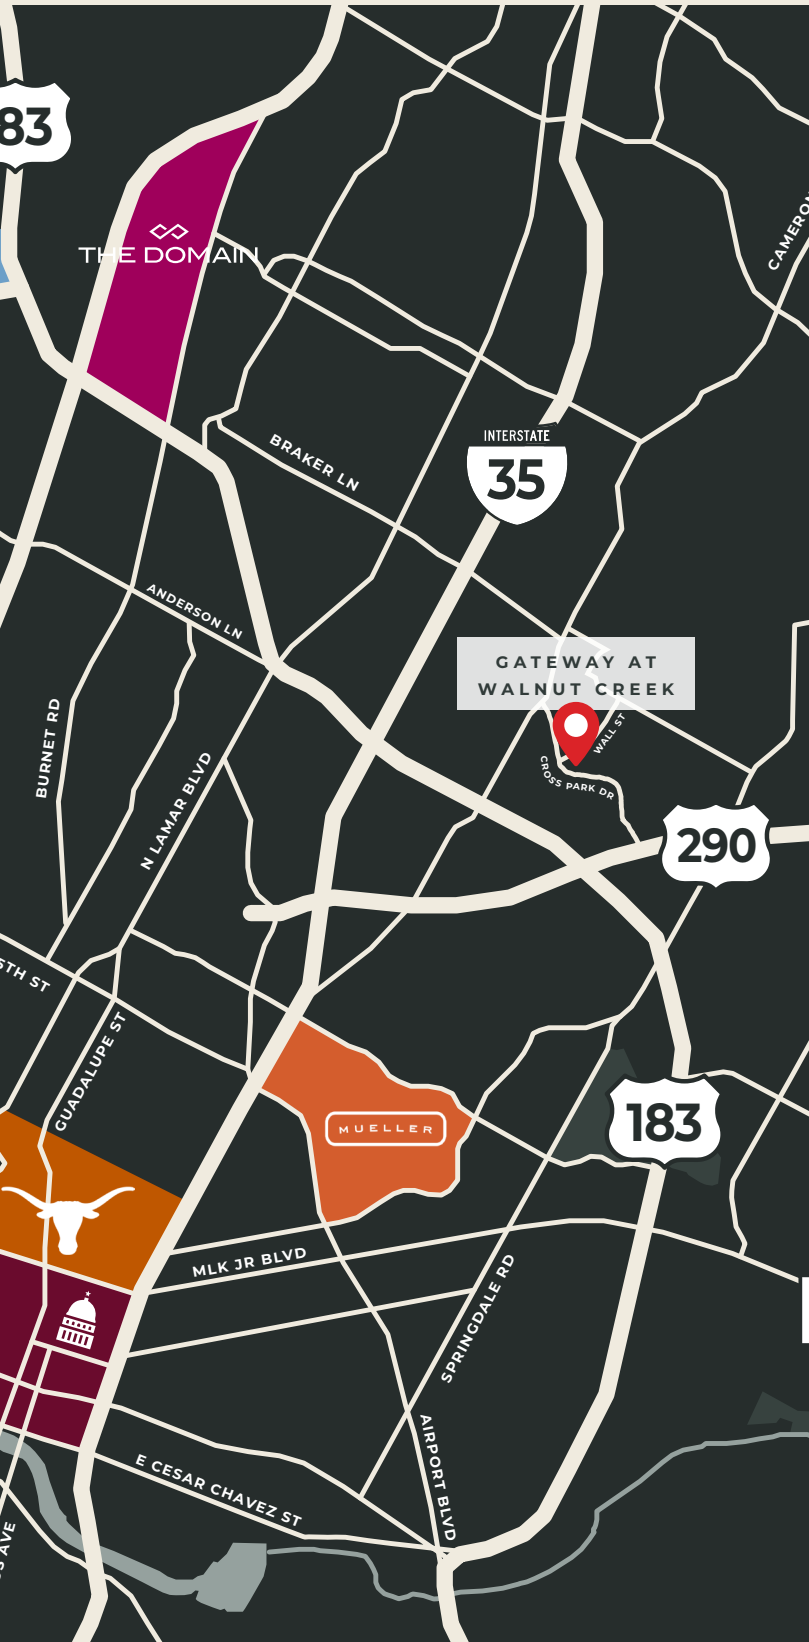 83
THE DOMAIN
CAMERON
BRAKER LN
INTERSTATE
35
ANDERSON LN
GATEWAY AT
WALNUT CREEK
WALL ST
CROSS PARK DR
BURNET RD
N LAMAR BLVD
290
5TH ST
GUADALUPE ST
183
MUELLER
MLK JR BLVD
SPRINGDALE RD
AIRPORT BLVD
E CESAR CHAVEZ ST
S AVE